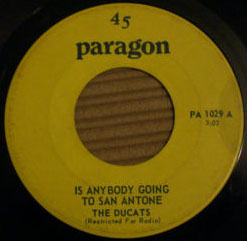 45
paragon
PA 1029 A
IS ANYBODY GOING
TO SAN ANTONE
THE DUCATS
(Restricted For Radio)